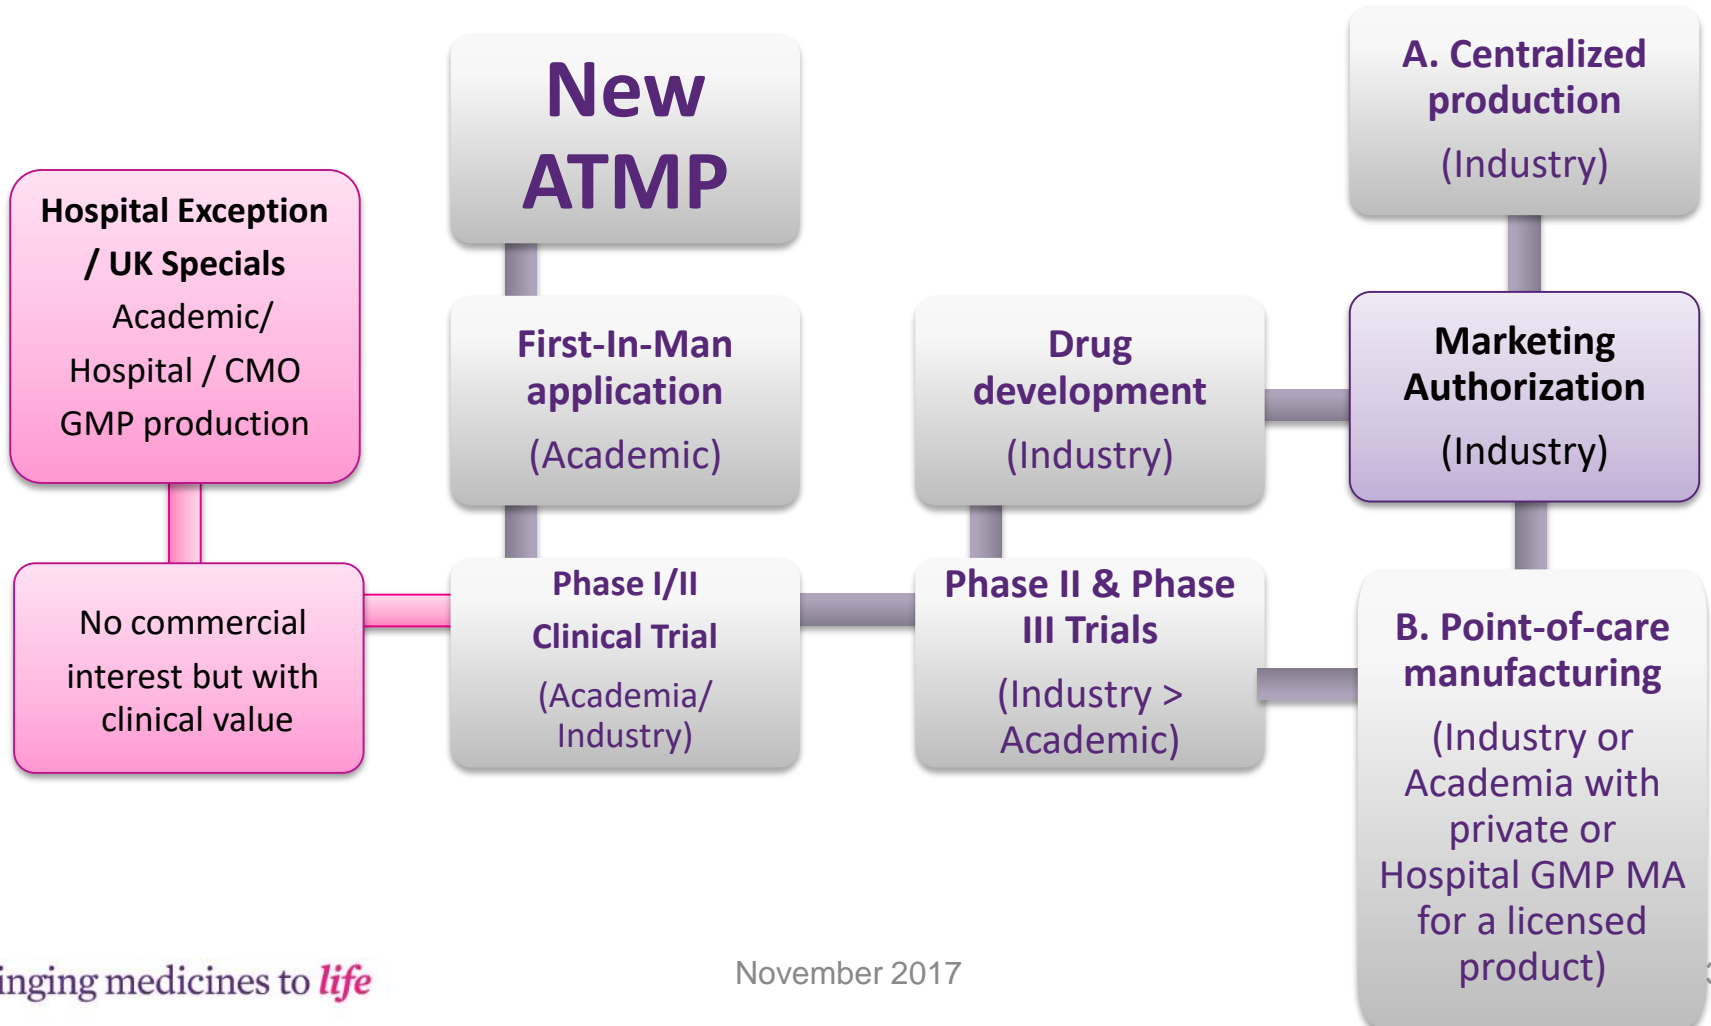 New
ATMP
A. Centralized
production
(Industry)
Hospital Exception
/ UK Specials
Academic/
Hospital / CMO
GMP production
First-In-Man
application
(Academic)
Drug
development
(Industry)
Marketing
Authorization
(Industry)
No commercial
interest but with
clinical value
Phase I/II
Clinical Trial
(Academia/
Industry)
Phase II & Phase
III Trials
(Industry >
Academic)
B. Point-of-care
manufacturing
(Industry or
Academia with
private or
Hospital GMP MA
for a licensed
product)
inging medicines to life
November 2017